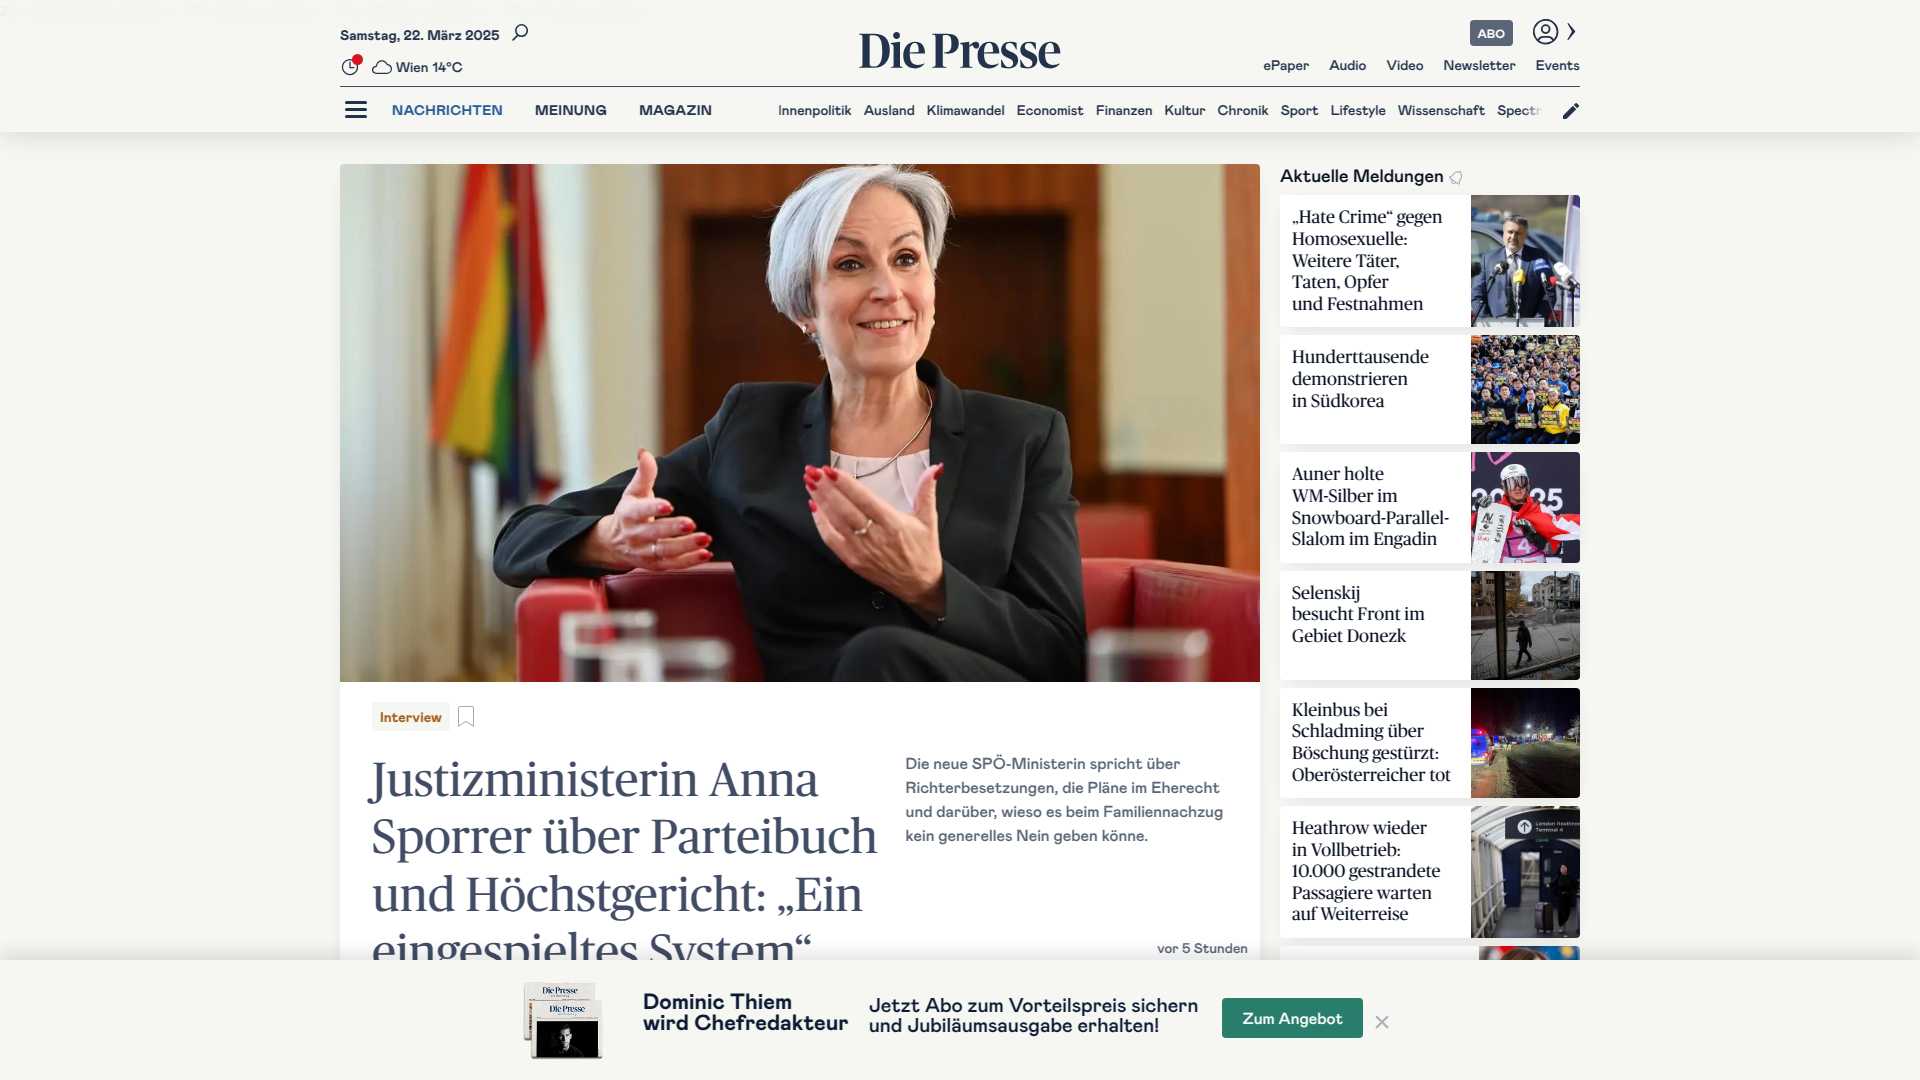 Samstag, 22. März 2025
Wien 14°C
Die Presse
ABO
ePaper Audio Video Newsletter Events
NACHRICHTEN MEINUNG MAGAZIN
Innenpolitik Ausland Klimawandel Economist Finanzen Kultur Chronik Sport Lifestyle Wissenschaft
Interview
Justizministerin Anna
Sporrer über Parteibuch
und Höchstgericht: „Ein
eingespieltes System“
Die neue SPÖ-Ministerin spricht über
Richterbesetzungen, die Pläne im Eherecht
und darüber, wieso es beim Familiennachzug
kein generelles Nein geben könne.
vor 5 Stunden
Aktuelle Meldungen
„Hate Crime“ gegen
Homosexuelle:
Weitere Täter,
Taten, Opfer
und Festnahmen
Hunderttausende
demonstrieren
in Südkorea
Auner holte
WM-Silber im
Snowboard-Parallel-
Slalom im Engadin
Selenskij
besucht Front im
Gebiet Donezk
Kleinbus bei
Schladming über
Böschung gestürzt:
Oberösterreicher tot
Heathrow wieder
in Vollbetrieb:
10.000 gestrandete
Passagiere warten
auf Weiterreise
Die Presse
Die Presse
Dominic Thiem
wird Chefredakteur
Jetzt Abo zum Vorteilspreis sichern
und Jubiläumsausgabe erhalten!
Zum Angebot